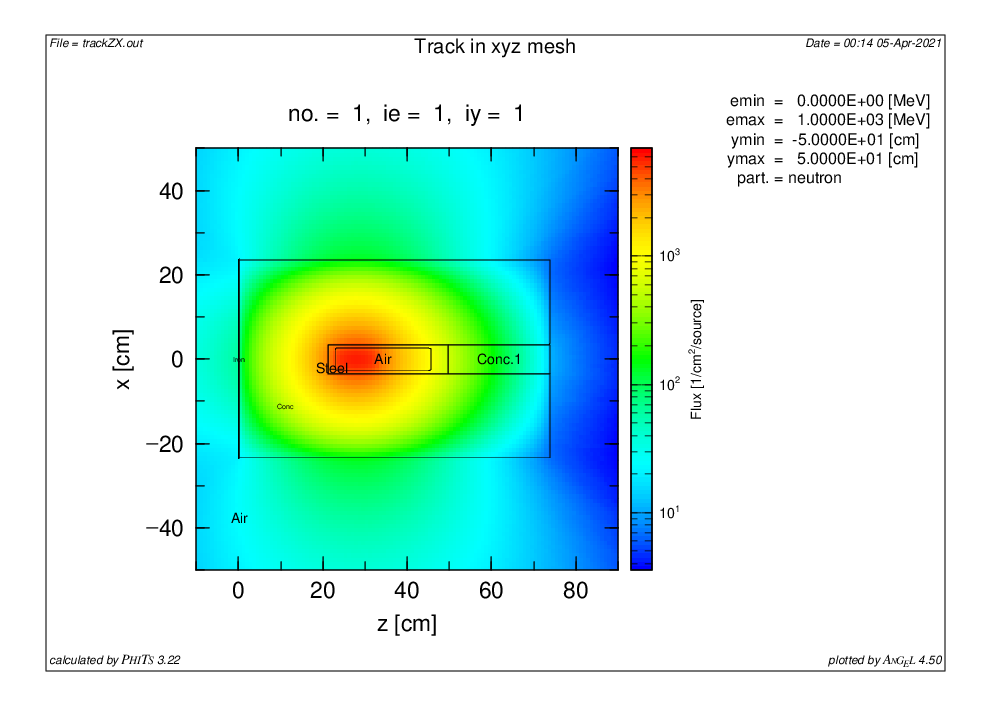 File = trackZX.out
Track in xyz mesh
Date = 00:14 05-Apr-2021
no. = 1, ie = 1, iy = 1
emin = 0.0000E+00 [MeV]
emax = 1.0000E+03 [MeV]
ymin = -5.0000E+01 [cm]
ymax = 5.0000E+01 [cm]
part. = neutron
40
20
0
−20
−40
x [cm]
Iron
Steel
Air
Conc.1
Conc
Air
0
20
40
60
80
z [cm]
10³
10²
10¹
Flux [1/cm²/source]
calculated by PHITS 3.22
plotted by ANGEL 4.50